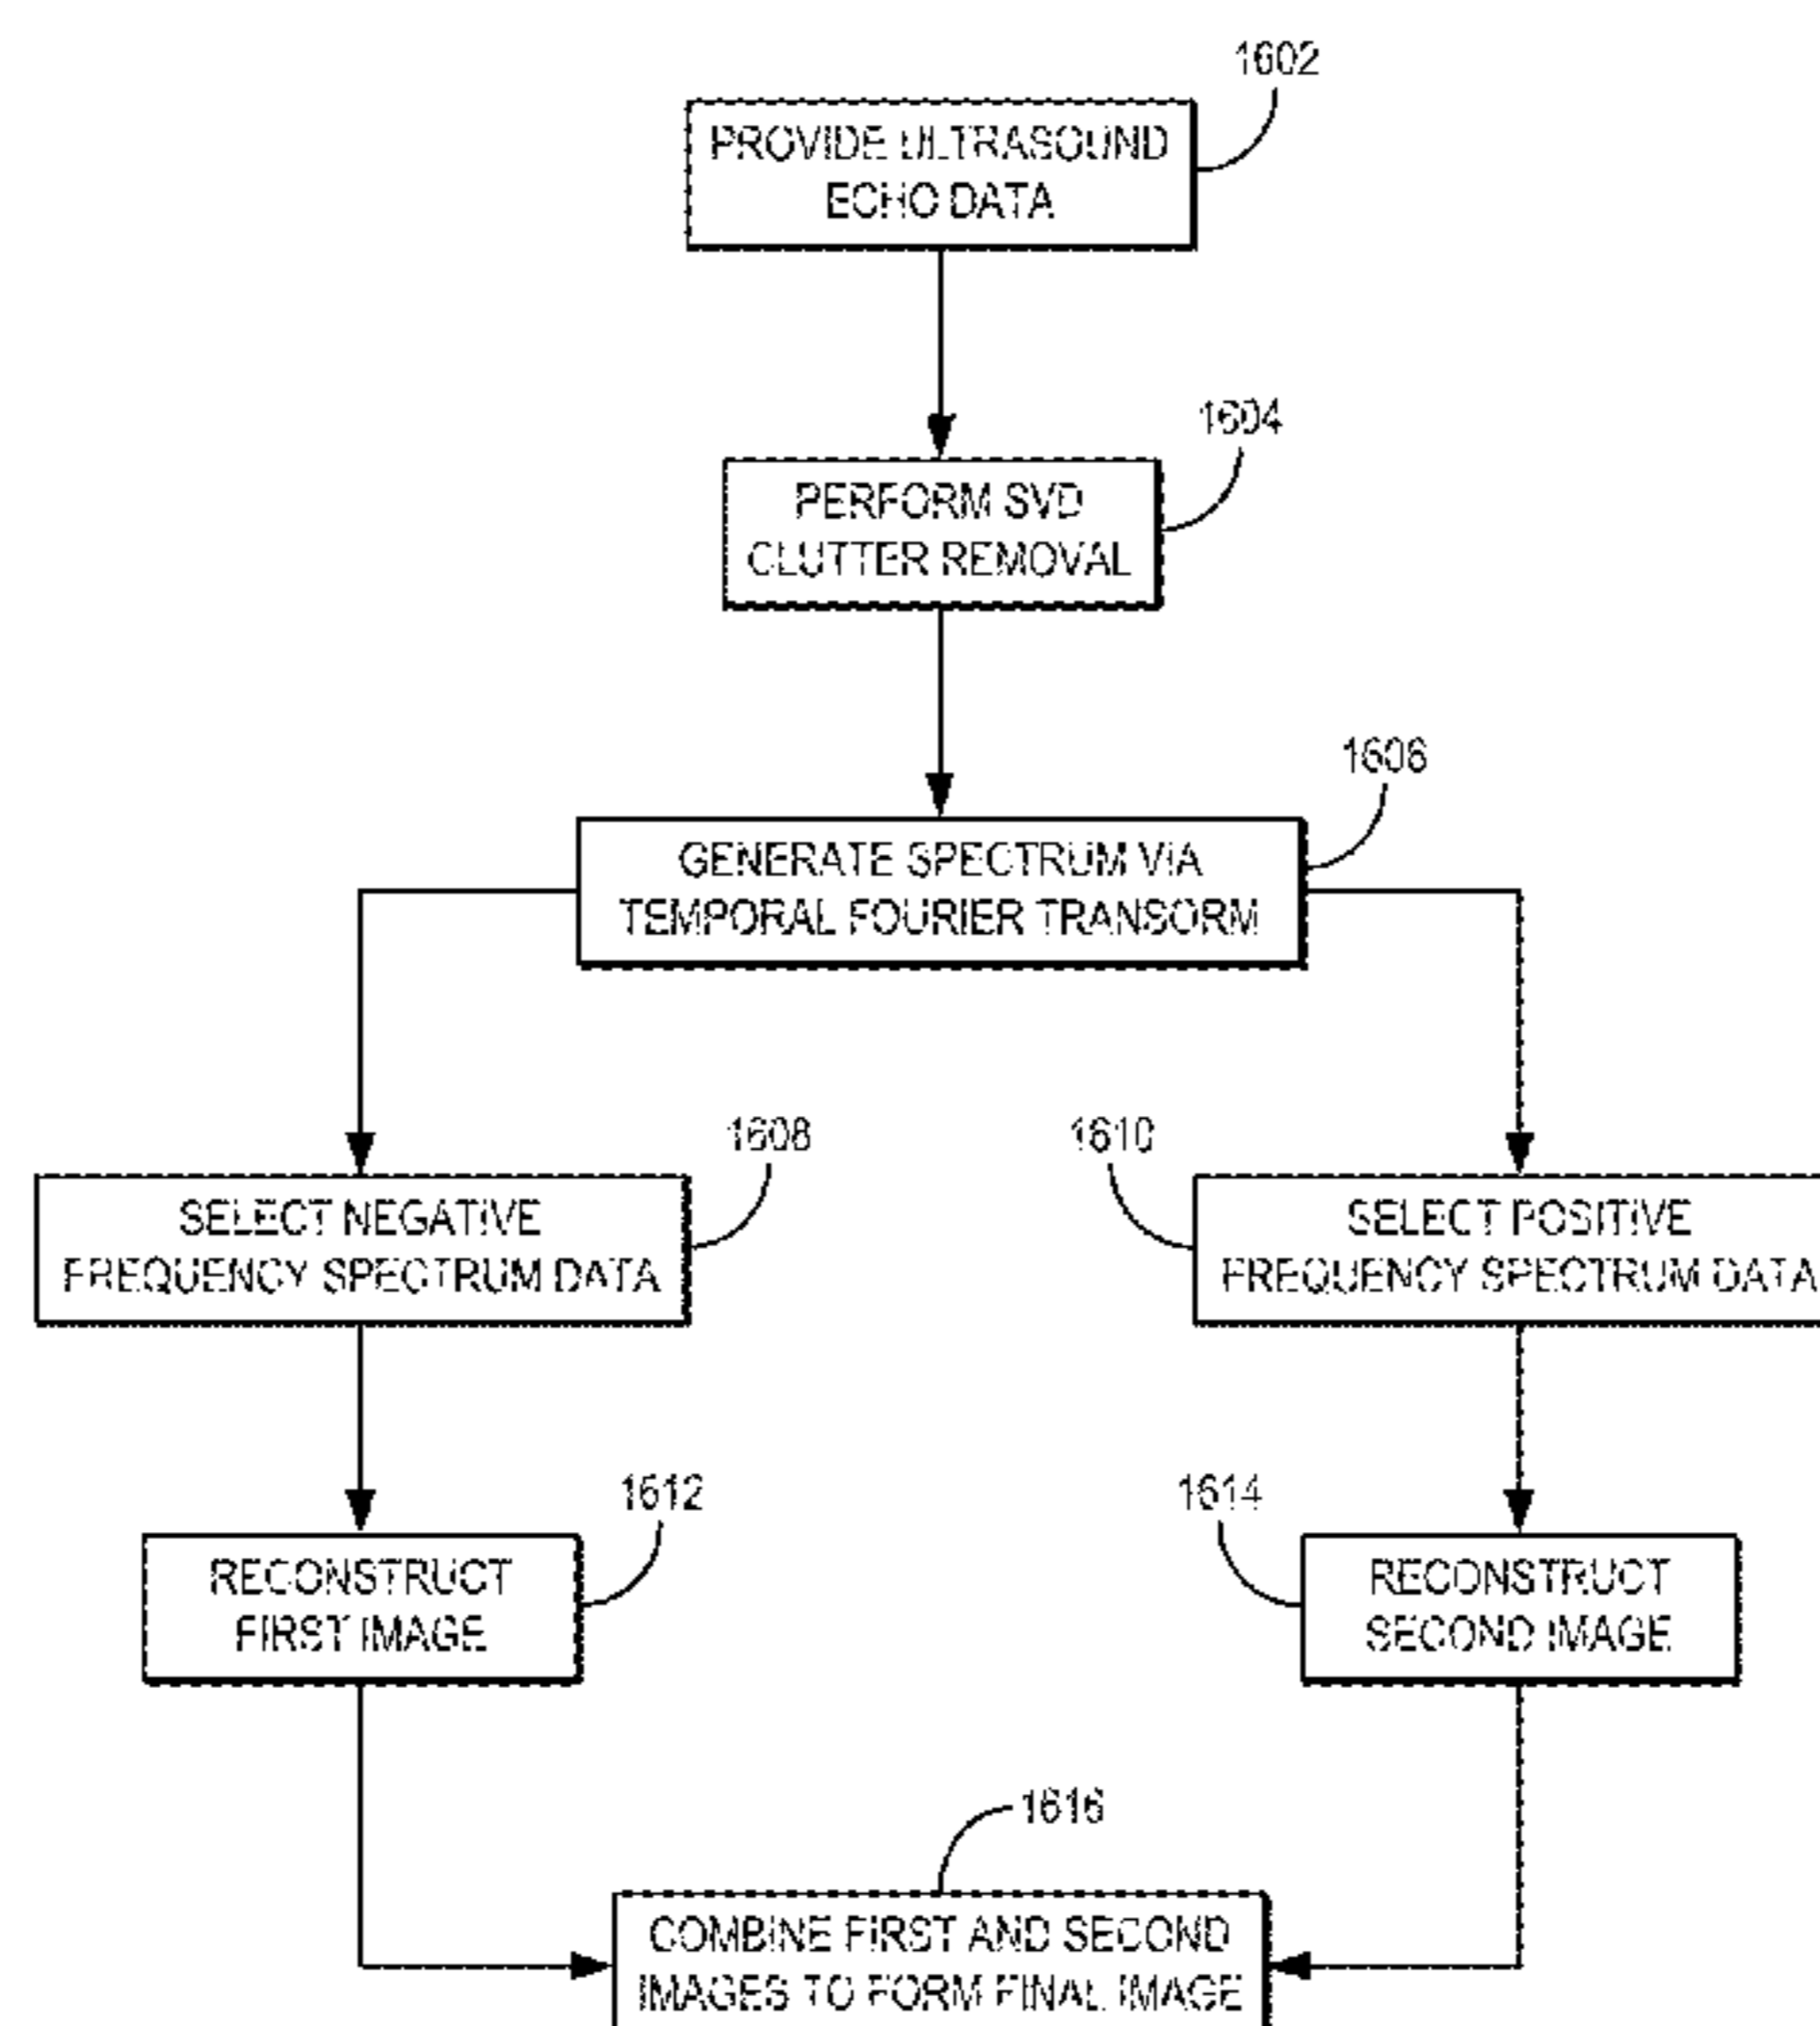 1602
PROVIDE ULTRASOUND
ECHO DATA
1604
PERFORM SVD
CLUTTER REMOVAL
1606
GENERATE SPECTRUM VIA
TEMPORAL FOURIER TRANSORM
1608
SELECT NEGATIVE
FREQUENCY SPECTRUM DATA
1610
SELECT POSITIVE
FREQUENCY SPECTRUM DATA
1612
RECONSTRUCT
FIRST IMAGE
1614
RECONSTRUCT
SECOND IMAGE
1616
COMBINE FIRST AND SECOND
IMAGES TO FORM FINAL IMAGE